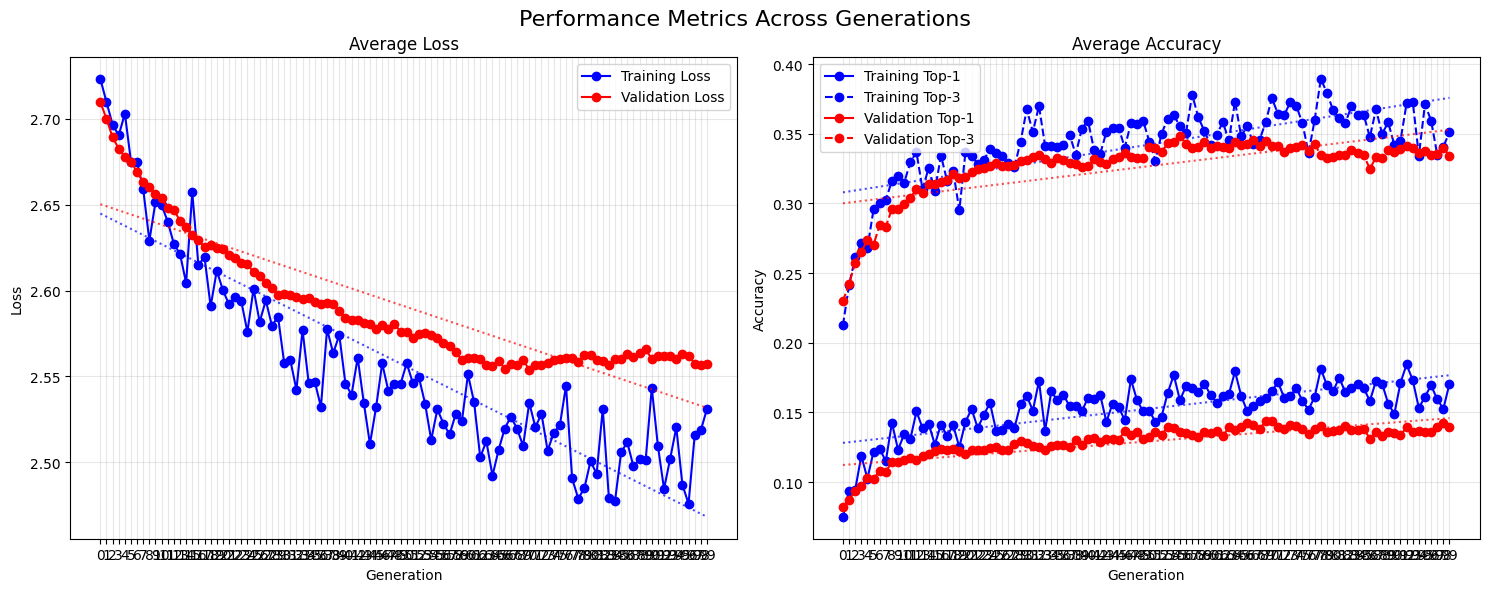 Performance Metrics Across Generations
Average Loss
Training Loss
Validation Loss
2.70
2.65
2.60
2.55
2.50
Loss
Generation
Average Accuracy
Training Top-1
Training Top-3
Validation Top-1
Validation Top-3
0.40
0.35
0.30
0.25
0.20
0.15
0.10
Accuracy
Generation